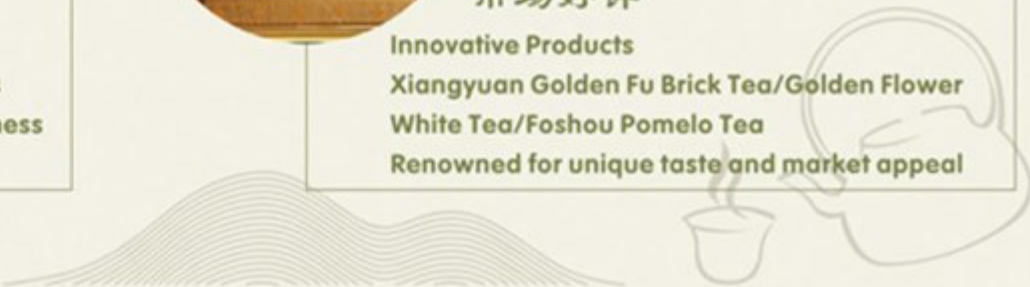 Innovative Products
Xiangyuan Golden Fu Brick Tea/Golden Flower
White Tea/Foshou Pomelo Tea
Renowned for unique taste and market appeal